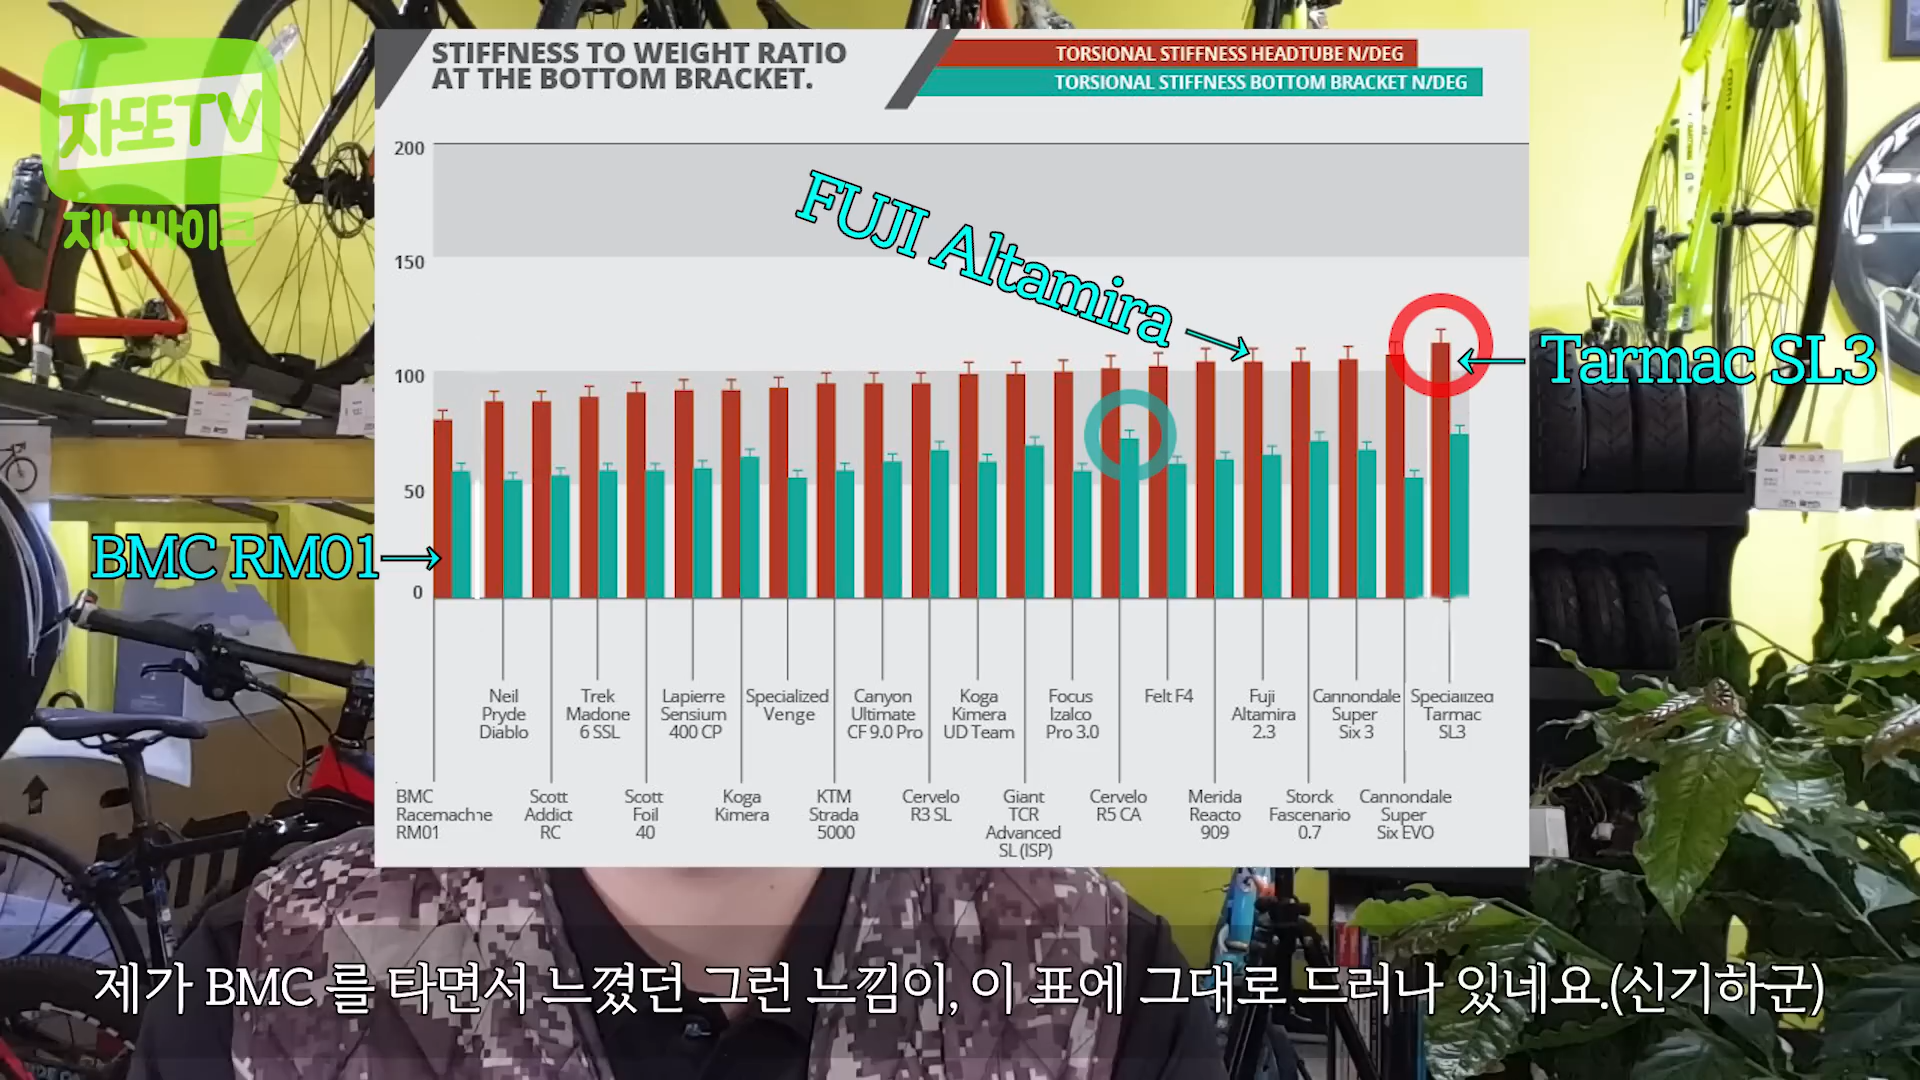 자또TV
지니바이크
STIFFNESS TO WEIGHT RATIO
AT THE BOTTOM BRACKET.
TORSIONAL STIFFNESS HEADTUBE N/DEG
TORSIONAL STIFFNESS BOTTOM BRACKET N/DEG
200
150
100
50
0
FUJI Altamira
Tarmac SL3
BMC RM01
Neil
Pryde
Diablo
Trek
Madone
6 SSL
Lapierre
Sensium
400 CP
Specialized
Venge
Canyon
Ultimate
CF 9.0 Pro
Koga
Kimera
UD Team
Focus
Izalco
Pro 3.0
Felt F4
Fuji
Altamira
2.3
Cannondale
Super
Six 3
Specialized
Tarmac
SL3
BMC
Racemachne
RM01
Scott
Addict
RC
Scott
Foil
40
Koga
Kimera
KTM
Strada
5000
Cervelo
R3 SL
Giant
TCR
Advanced
SL (ISP)
Cervelo
R5 CA
Merida
Reacto
909
Storck
Fascenario
0.7
Cannondale
Super
Six EVO
제가 BMC 를 타면서 느꼈던 그런 느낌이, 이 표에 그대로 드러나 있네요.(신기하군)